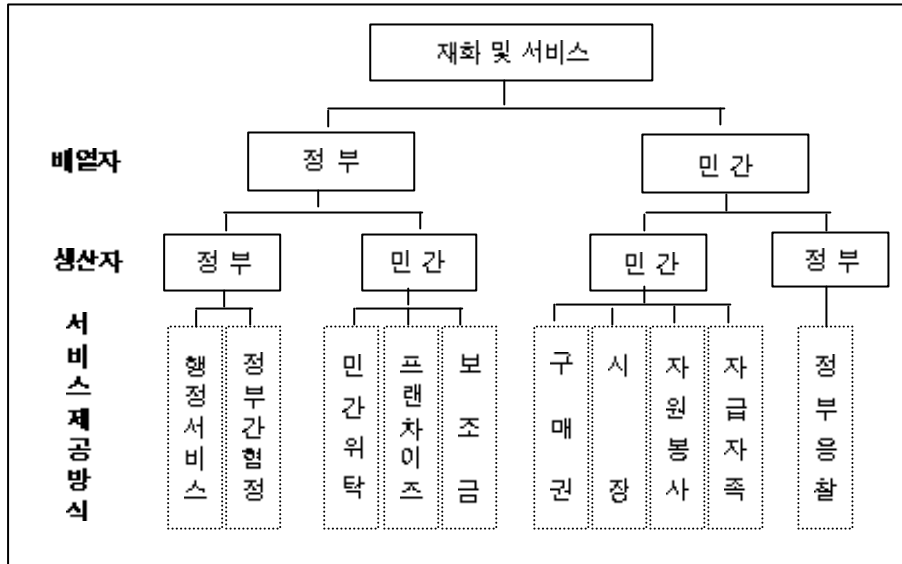 재화 및 서비스
배열자
정 부
민 간
생산자
정 부
민 간
민 간
정 부
서비스제공방식
행정서비스
정부간협정
민간위탁
프랜차이즈
보조금
구매권
시장
자원봉사
자급자족
정부응찰